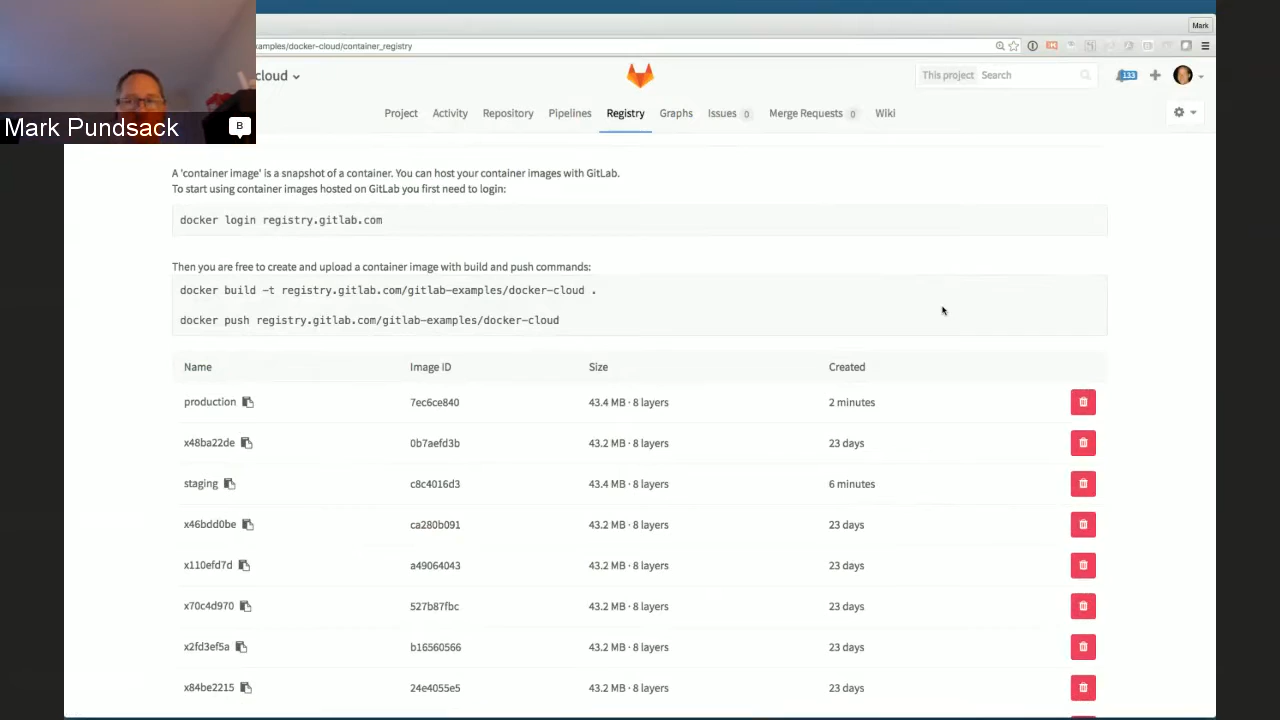 Mark
amples/docker-cloud/container_registry
Mark Pundsack
B
cloud
This project Search
133
Project Activity Repository Pipelines Registry Graphs Issues 0 Merge Requests 0 Wiki
A 'container image' is a snapshot of a container. You can host your container images with GitLab.
To start using container images hosted on GitLab you first need to login:
docker login registry.gitlab.com
Then you are free to create and upload a container image with build and push commands:
docker build -t registry.gitlab.com/gitlab-examples/docker-cloud .
docker push registry.gitlab.com/gitlab-examples/docker-cloud
Name Image ID Size Created
production 7ec6ce840 43.4 MB · 8 layers 2 minutes
x48ba22de 0b7aefd3b 43.2 MB · 8 layers 23 days
staging c8c4016d3 43.4 MB · 8 layers 6 minutes
x46bdd0be ca280b091 43.2 MB · 8 layers 23 days
x110efd7d a49064043 43.2 MB · 8 layers 23 days
x70c4d970 527b87fbc 43.2 MB · 8 layers 23 days
x2fd3ef5a b16560566 43.2 MB · 8 layers 23 days
x84be2215 24e4055e5 43.2 MB · 8 layers 23 days